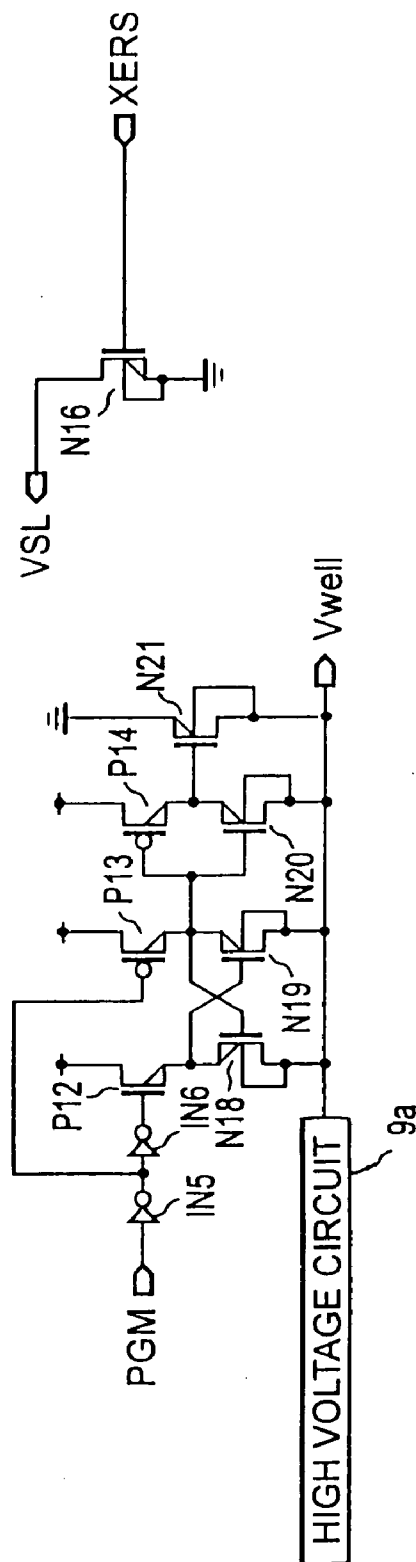 VSL
XERS
N16
PGM
IN5
IN6
P12
P13
P14
N18
N19
N20
N21
Vwell
HIGH VOLTAGE CIRCUIT
9a